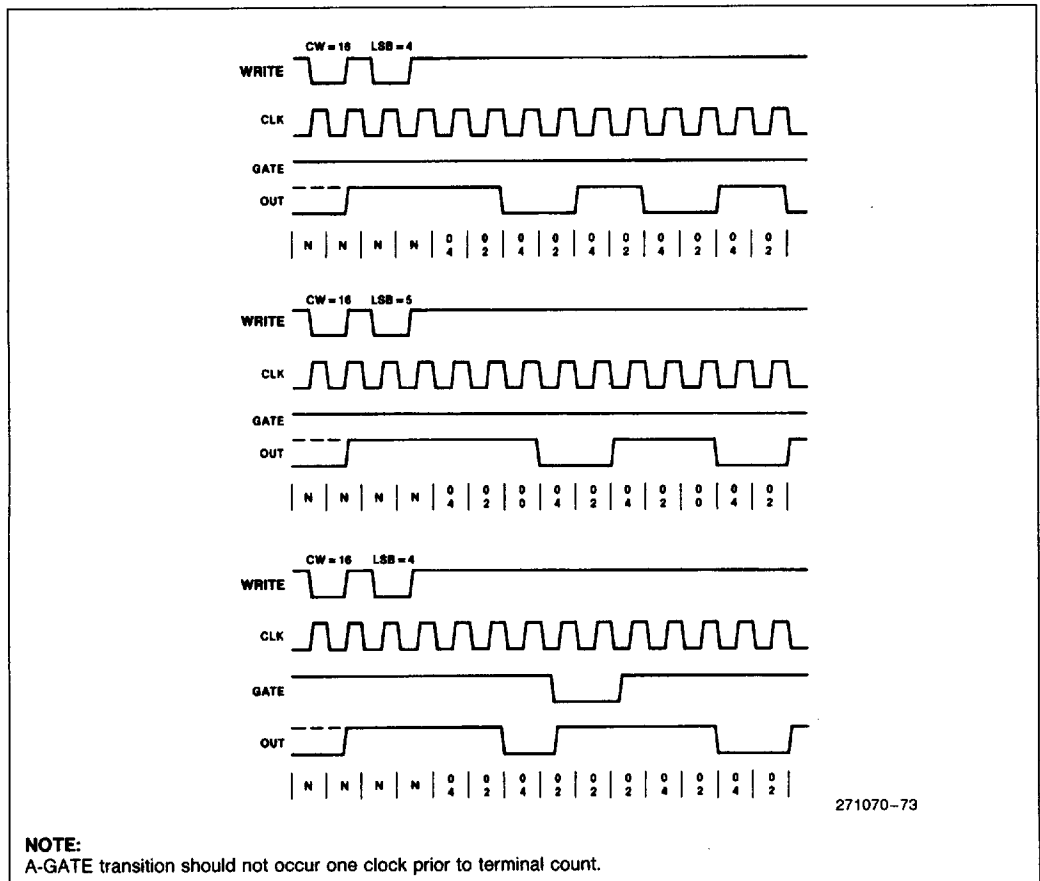 CW = 16 LSB = 4
WRITE
CLK
GATE
OUT
N N N N 0 4 0 2 0 4 0 2 0 4 0 2 0 4 0 2 0 4 0 2
CW = 16 LSB = 5
WRITE
CLK
GATE
OUT
N N N N 0 4 0 2 0 0 0 4 0 2 0 4 0 2 0 0 0 4 0 2
CW = 16 LSB = 4
WRITE
CLK
GATE
OUT
N N N N 0 4 0 2 0 4 0 2 0 2 0 2 0 4 0 2 0 4 0 2
271070–73
NOTE:
A-GATE transition should not occur one clock prior to terminal count.